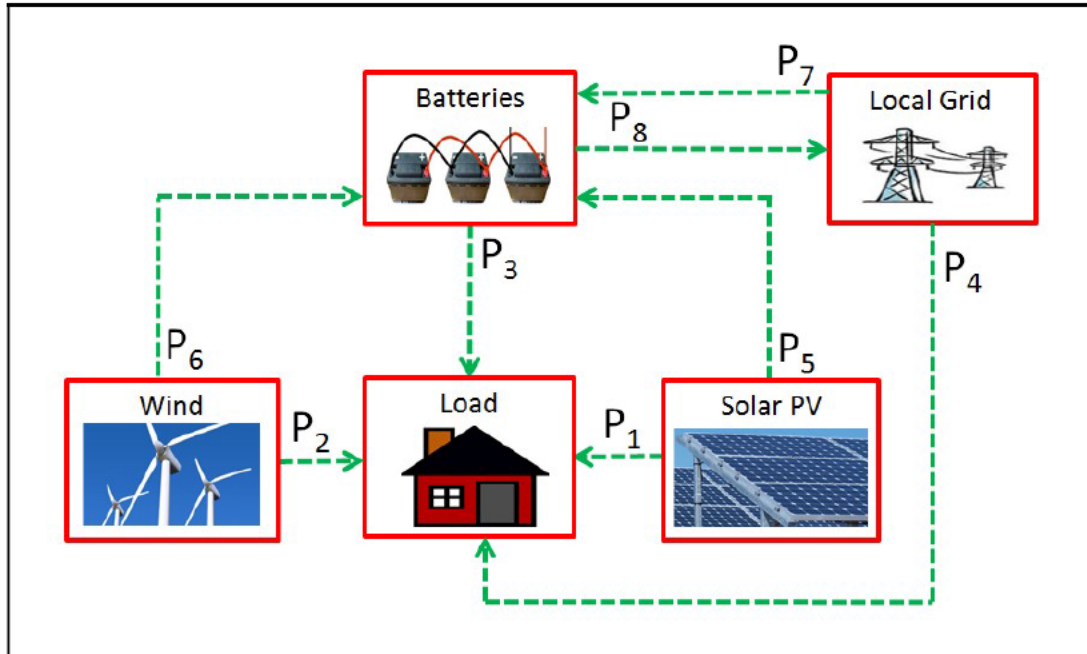 P7
Batteries
Local Grid
P8
P3
P4
P6
P5
Wind
Load
Solar PV
P2
P1